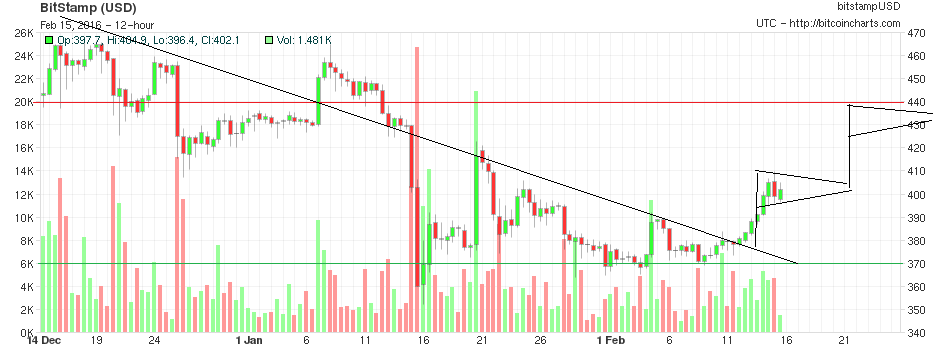 BitStamp (USD) bitstampUSD
Feb 15, 2016 - 12-hour UTC - http://bitcoincharts.com
Op:397.7, Hi:404.9, Lo:396.4, Cl:402.1 Vol: 1.481K
26K 470
24K 460
22K 450
20K 440
18K 430
16K 420
14K 410
12K 400
10K 390
8K 380
6K 370
4K 360
2K 350
0K 340
14 Dec 19 24 1 Jan 6 11 16 21 26 1 Feb 6 11 16 21